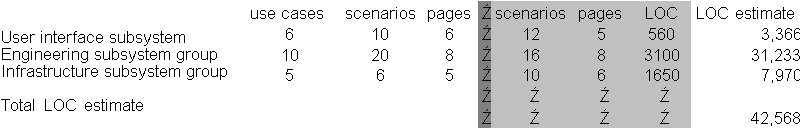 use cases scenarios pages Ź scenarios pages LOC LOC estimate
User interface subsystem 6 10 6 Ź 12 5 560 3,366
Engineering subsystem group 10 20 8 Ź 16 8 3100 31,233
Infrastructure subsystem group 5 6 5 Ź 10 6 1650 7,970
Ź Ź Ź Ź
Total LOC estimate Ź Ź Ź Ź 42,568